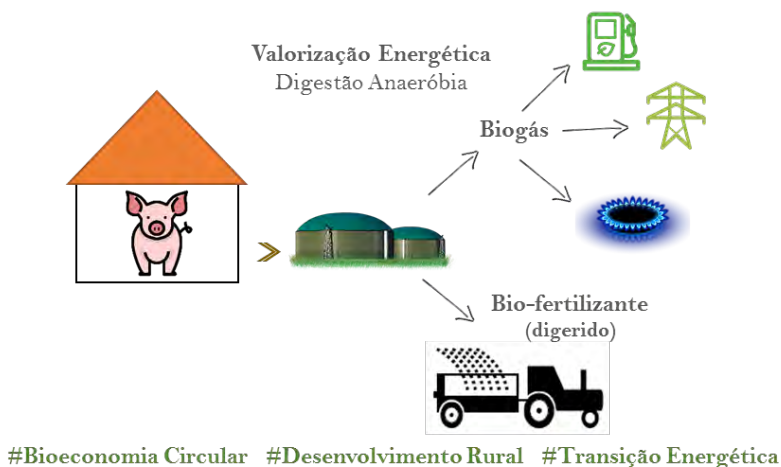 Valorização Energética
Digestão Anaeróbia
Biogás
Bio-fertilizante
(digerido)
#Bioeconomia Circular #Desenvolvimento Rural #Transição Energética